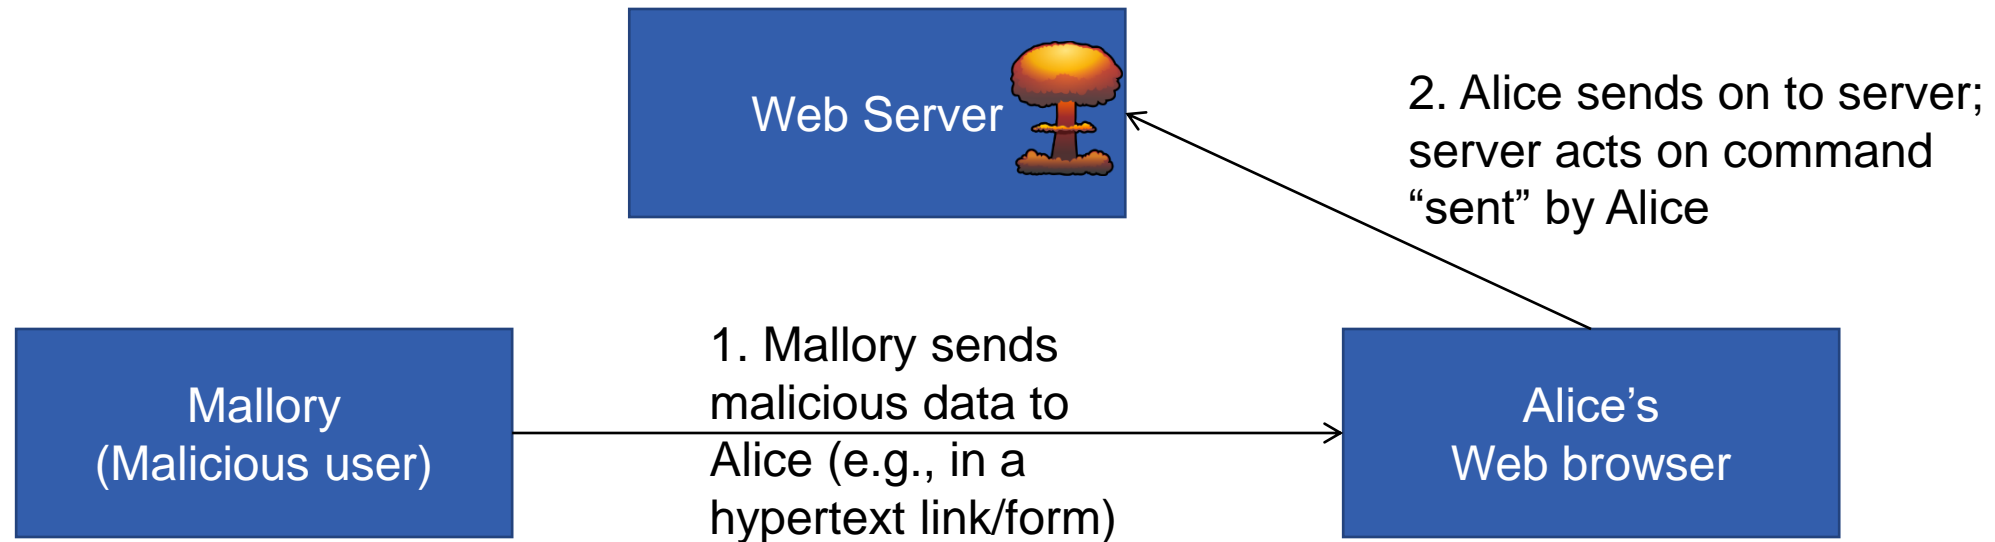 Web Server
2. Alice sends on to server;
server acts on command
“sent” by Alice
Mallory
(Malicious user)
1. Mallory sends
malicious data to
Alice (e.g., in a
hypertext link/form)
Alice’s
Web browser